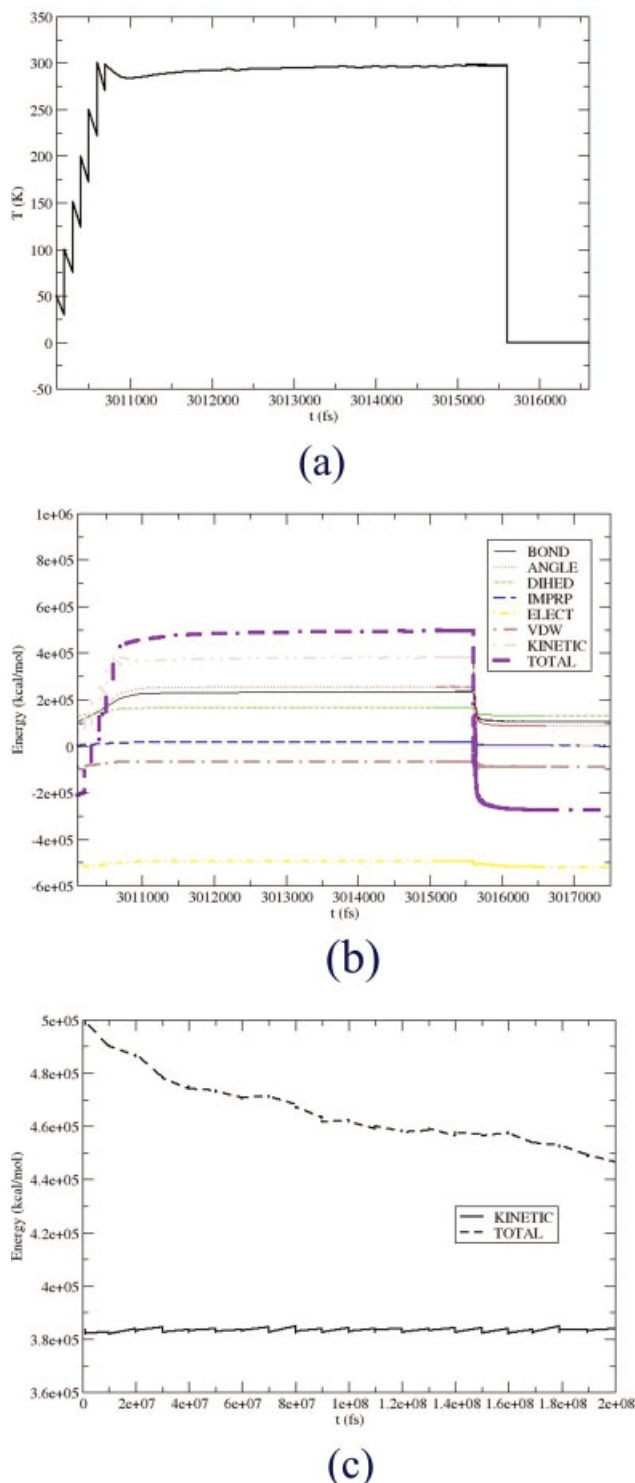 350
300
250
200
150
100
50
0
-50
T (K)
3011000 3012000 3013000 3014000 3015000 3016000
t (fs)
(a)
1e+06
8e+05
6e+05
4e+05
2e+05
0
-2e+05
-4e+05
-6e+05
Energy (kcal/mol)
BOND
ANGLE
DIHED
IMPRP
ELECT
VDW
KINETIC
TOTAL
3011000 3012000 3013000 3014000 3015000 3016000 3017000
t (fs)
(b)
5e+05
4.8e+05
4.6e+05
4.4e+05
4.2e+05
4e+05
3.8e+05
3.6e+05
Energy (kcal/mol)
KINETIC
TOTAL
0 2e+07 4e+07 6e+07 8e+07 1e+08 1.2e+08 1.4e+08 1.6e+08 1.8e+08 2e+08
t (fs)
(c)